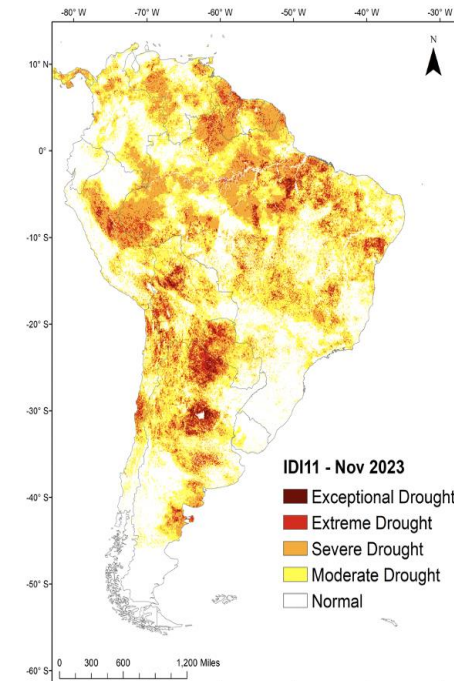 -80° W -70° W -60° W -50° W -40° W -30° W
N
10° N
0°
-10° S
-20° S
-30° S
-40° S
-50° S
-60° S
IDI11 - Nov 2023
Exceptional Drought
Extreme Drought
Severe Drought
Moderate Drought
Normal
0 300 600 1,200 Miles